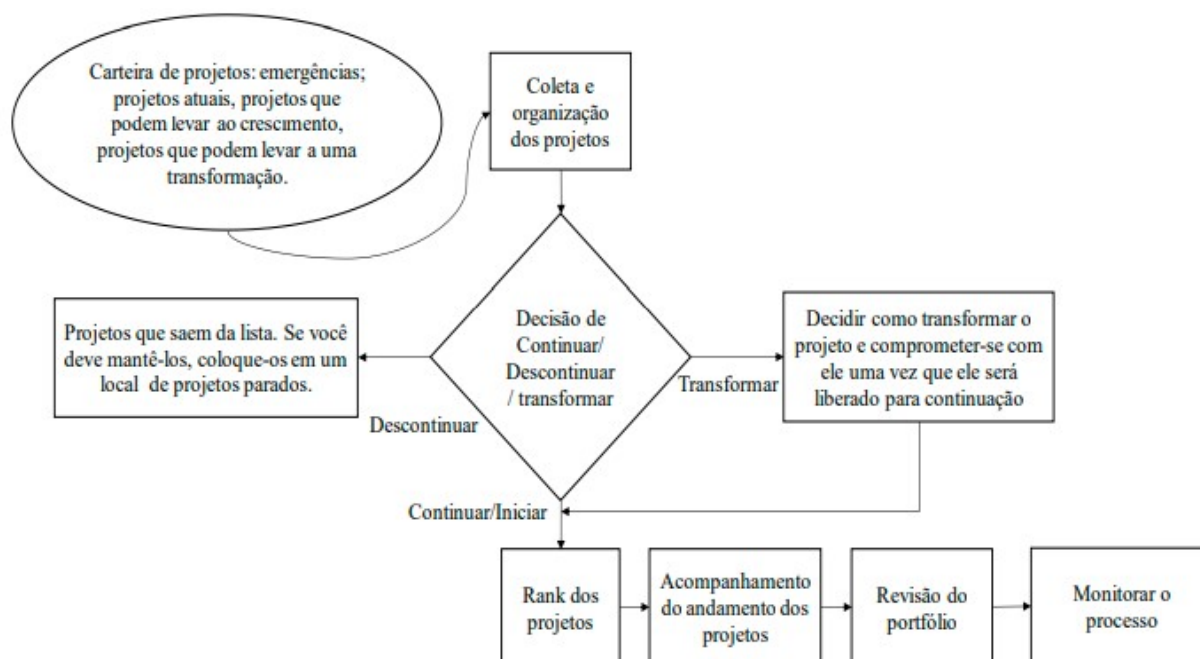 Carteira de projetos: emergências;
projetos atuais, projetos que
podem levar ao crescimento,
projetos que podem levar a uma
transformação.
Coleta e
organização
dos projetos
Projetos que saem da lista. Se você
deve mantê-los, coloque-os em um
local de projetos parados.
Decisão de
Continuar/
Descontinuar
/ transformar
Decidir como transformar o
projeto e comprometer-se com
ele uma vez que ele será
liberado para continuação
Transformar
Descontinuar
Continuar/Iniciar
Rank dos
projetos
Acompanhamento
do andamento dos
projetos
Revisão do
portfólio
Monitorar o
processo